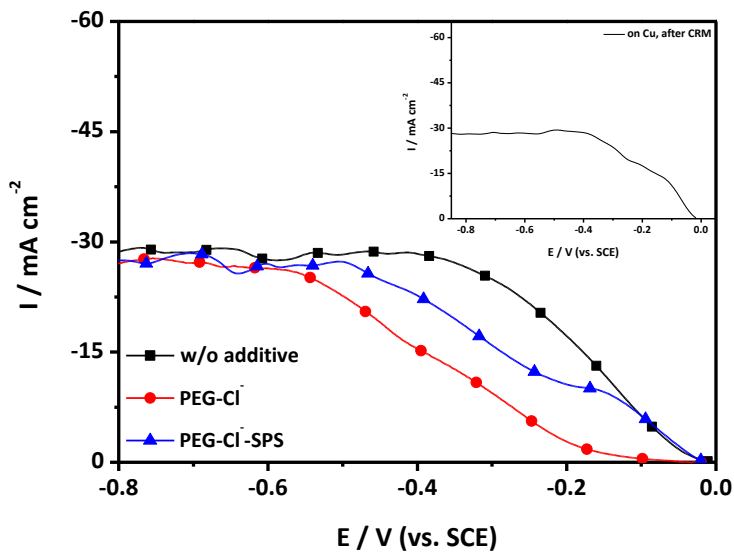 -60
-45
-30
-15
0
I / mA cm⁻²
-0.8
-0.6
-0.4
-0.2
0.0
E / V (vs. SCE)
w/o additive
PEG-Cl⁻
PEG-Cl⁻-SPS
-60
-45
-30
-15
0
I / mA cm⁻²
on Cu, after CRM
-0.8
-0.6
-0.4
-0.2
0.0
E / V (vs. SCE)